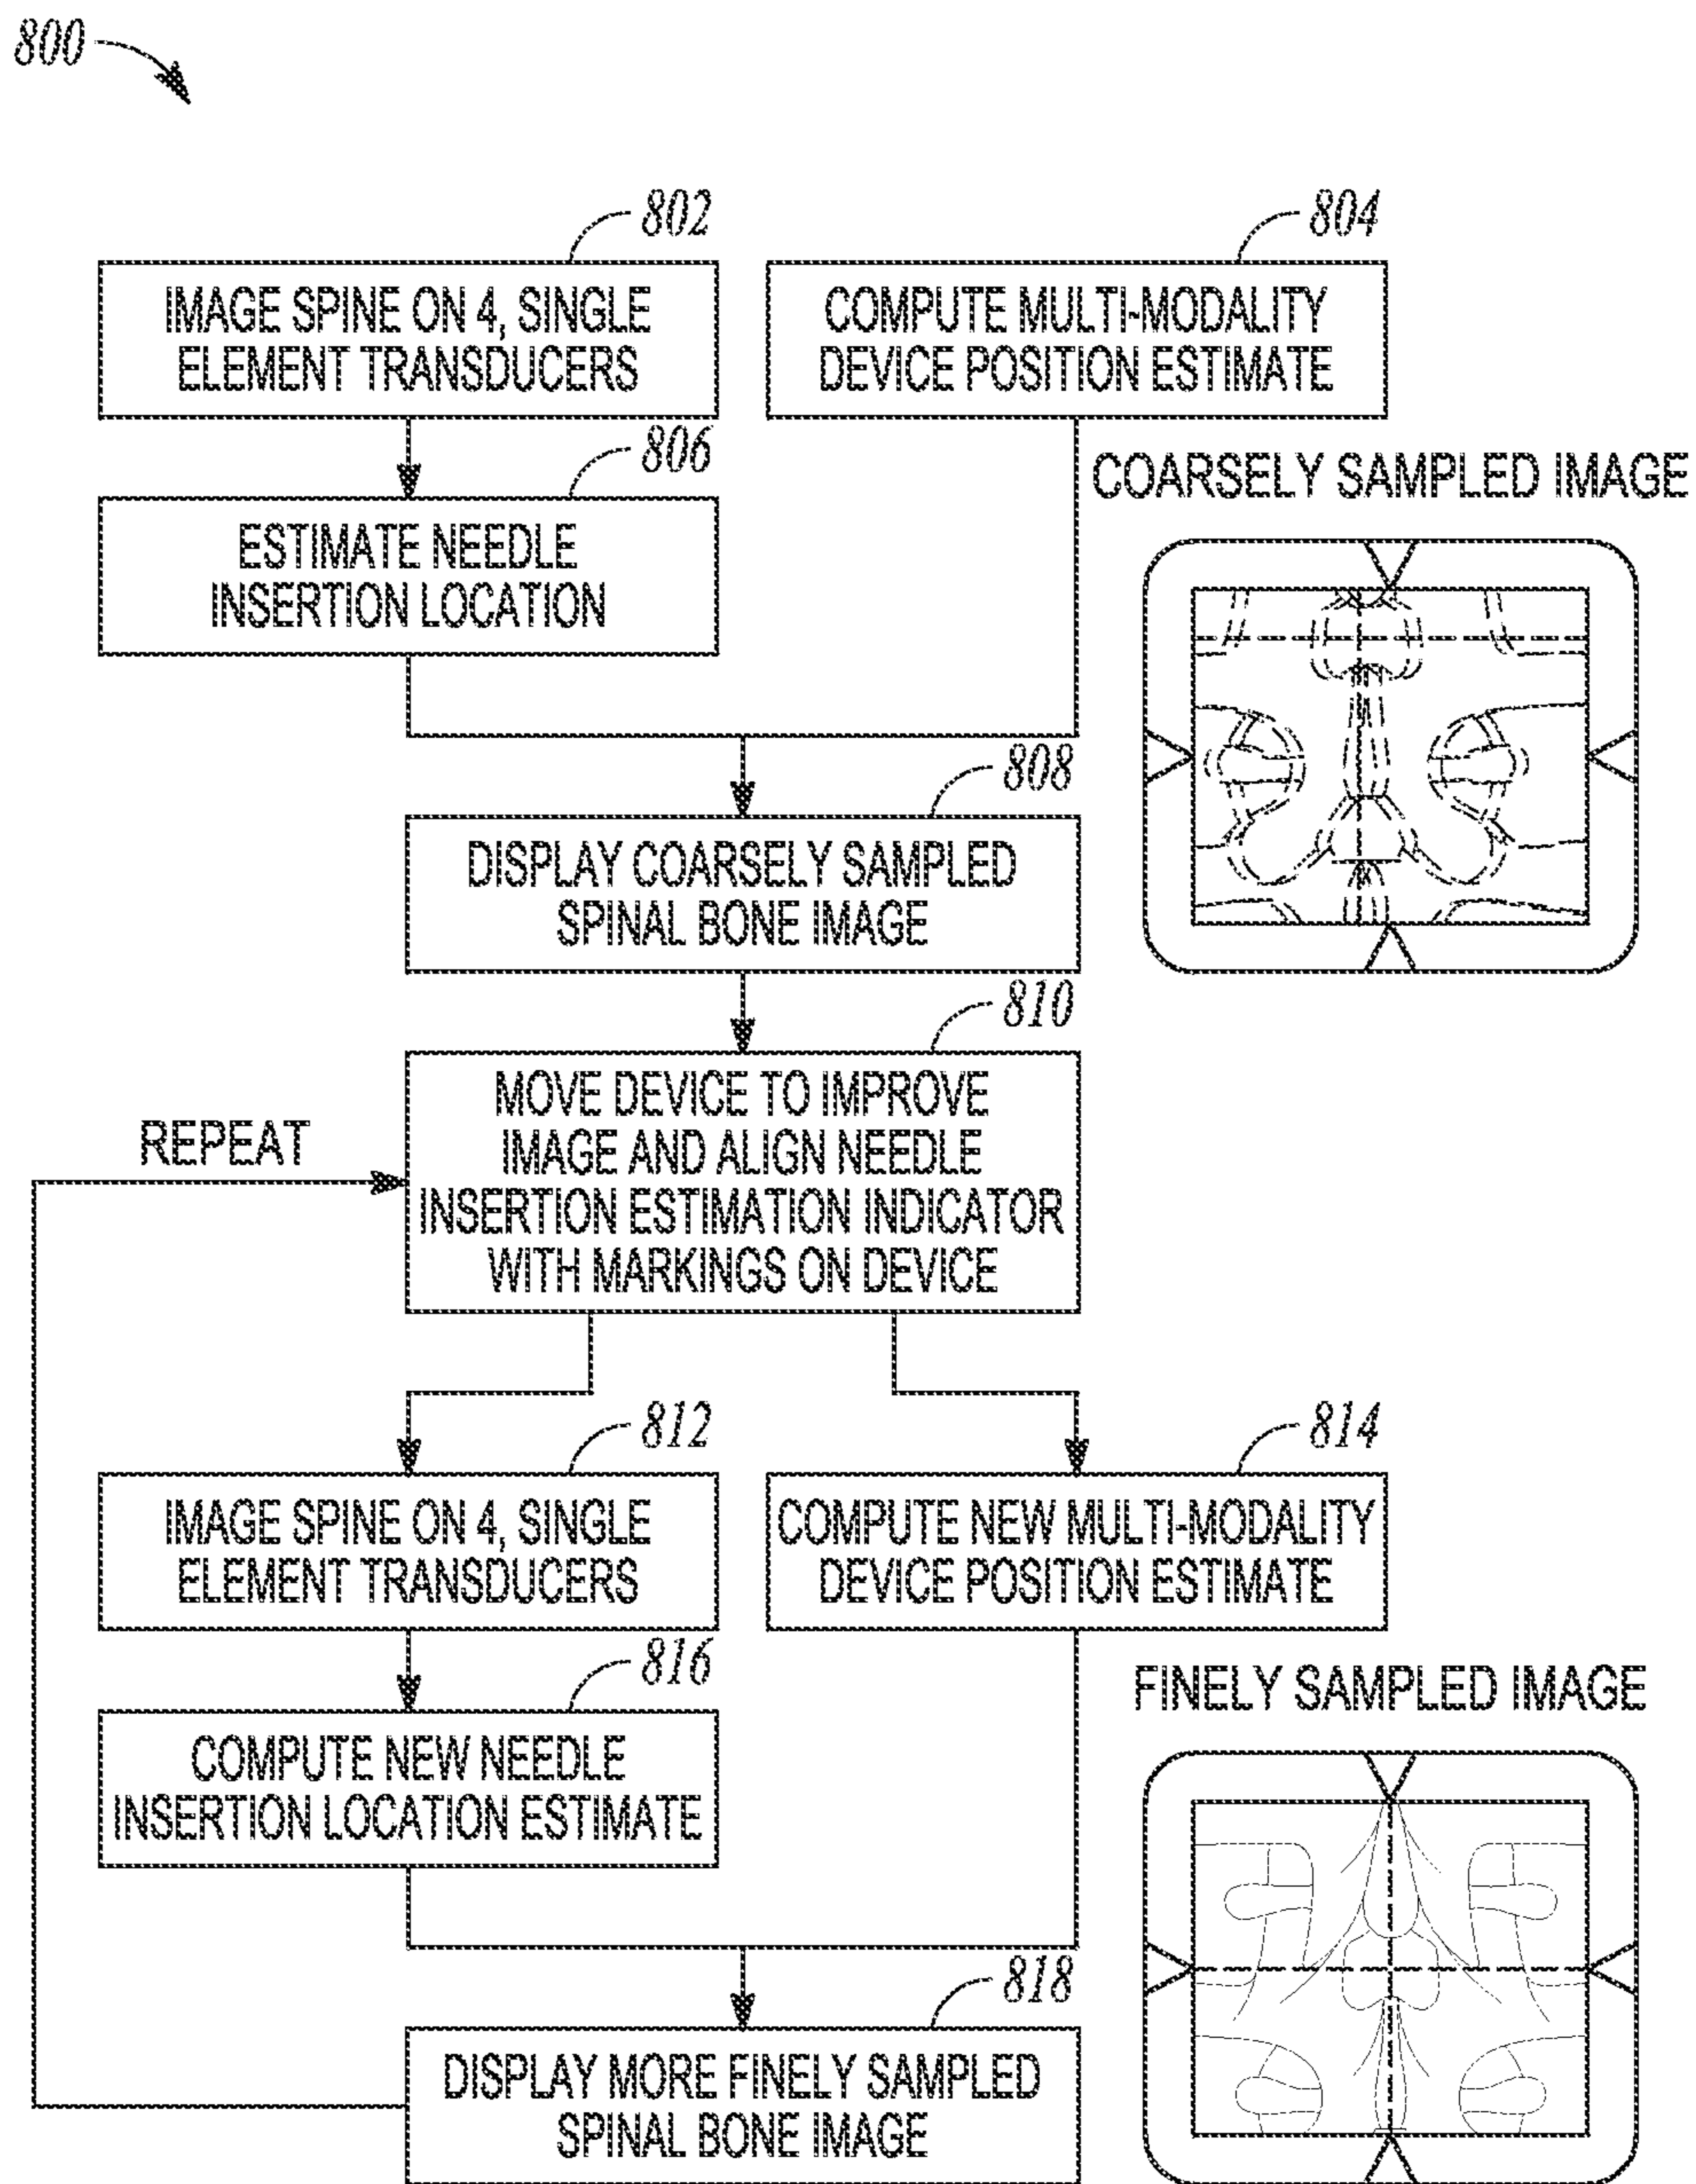 800
802
IMAGE SPINE ON 4, SINGLE
ELEMENT TRANSDUCERS
804
COMPUTE MULTI-MODALITY
DEVICE POSITION ESTIMATE
806
ESTIMATE NEEDLE
INSERTION LOCATION
COARSELY SAMPLED IMAGE
808
DISPLAY COARSELY SAMPLED
SPINAL BONE IMAGE
810
MOVE DEVICE TO IMPROVE
IMAGE AND ALIGN NEEDLE
INSERTION ESTIMATION INDICATOR
WITH MARKINGS ON DEVICE
REPEAT
812
IMAGE SPINE ON 4, SINGLE
ELEMENT TRANSDUCERS
814
COMPUTE NEW MULTI-MODALITY
DEVICE POSITION ESTIMATE
816
COMPUTE NEW NEEDLE
INSERTION LOCATION ESTIMATE
FINELY SAMPLED IMAGE
818
DISPLAY MORE FINELY SAMPLED
SPINAL BONE IMAGE